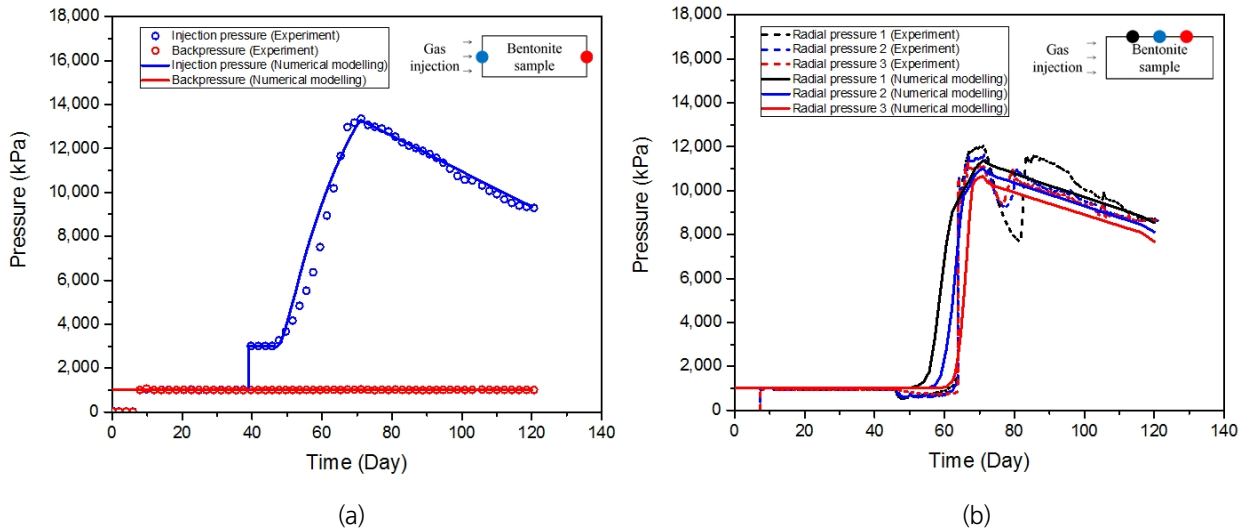 18,000
16,000
14,000
12,000
10,000
8,000
6,000
4,000
2,000
0
0
20
40
60
80
100
120
140
Pressure (kPa)
Time (Day)
Injection pressure (Experiment)
Backpressure (Experiment)
Injection pressure (Numerical modelling)
Backpressure (Numerical modelling)
Gas
injection
Bentonite
sample
(a)
18,000
16,000
14,000
12,000
10,000
8,000
6,000
4,000
2,000
0
0
20
40
60
80
100
120
140
Pressure (kPa)
Time (Day)
Radial pressure 1 (Experiment)
Radial pressure 2 (Experiment)
Radial pressure 3 (Experiment)
Radial pressure 1 (Numerical modelling)
Radial pressure 2 (Numerical modelling)
Radial pressure 3 (Numerical modelling)
Gas
injection
Bentonite
sample
(b)